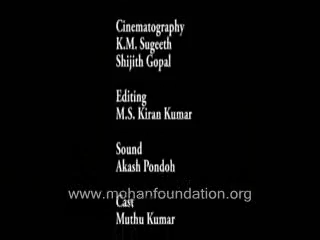 Cinematography
K.M. Sugeeth
Shijith Gopal
Editing
M.S. Kiran Kumar
Sound
Akash Pondoh
www.mohanfoundation.org
Cast
Muthu Kumar